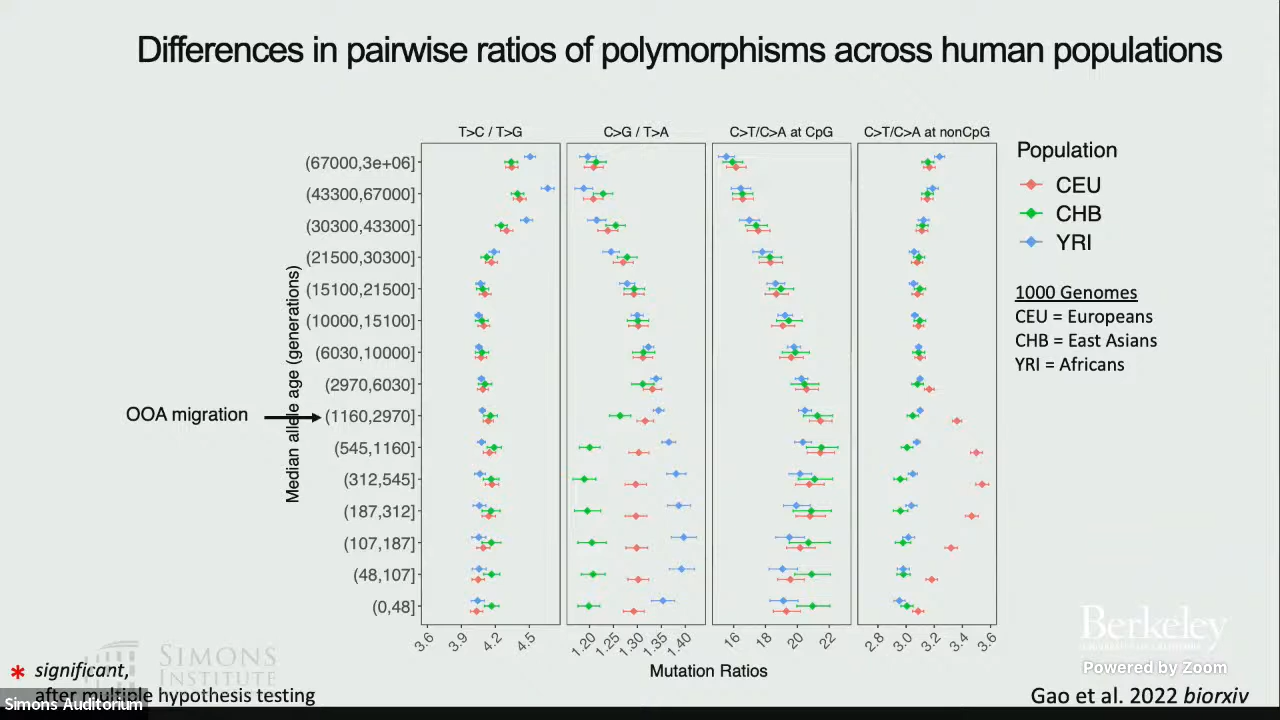 Differences in pairwise ratios of polymorphisms across human populations
T>C / T>G
C>G / T>A
C>T/C>A at CpG
C>T/C>A at nonCpG
Population
CEU
CHB
YRI
1000 Genomes
CEU = Europeans
CHB = East Asians
YRI = Africans
Median allele age (generations)
(67000,3e+06]
(43300,67000]
(30300,43300]
(21500,30300]
(15100,21500]
(10000,15100]
(6030,10000]
(2970,6030]
OOA migration
(1160,2970]
(545,1160]
(312,545]
(187,312]
(107,187]
(48,107]
(0,48]
3.6 3.9 4.2 4.5
1.20 1.25 1.30 1.35 1.40
16 18 20 22
2.8 3.0 3.2 3.4 3.6
Mutation Ratios
* significant,
after multiple hypothesis testing
SIMONS
INSTITUTE
Simons Auditorium
Berkeley
Powered by Zoom
Gao et al. 2022 biorxiv